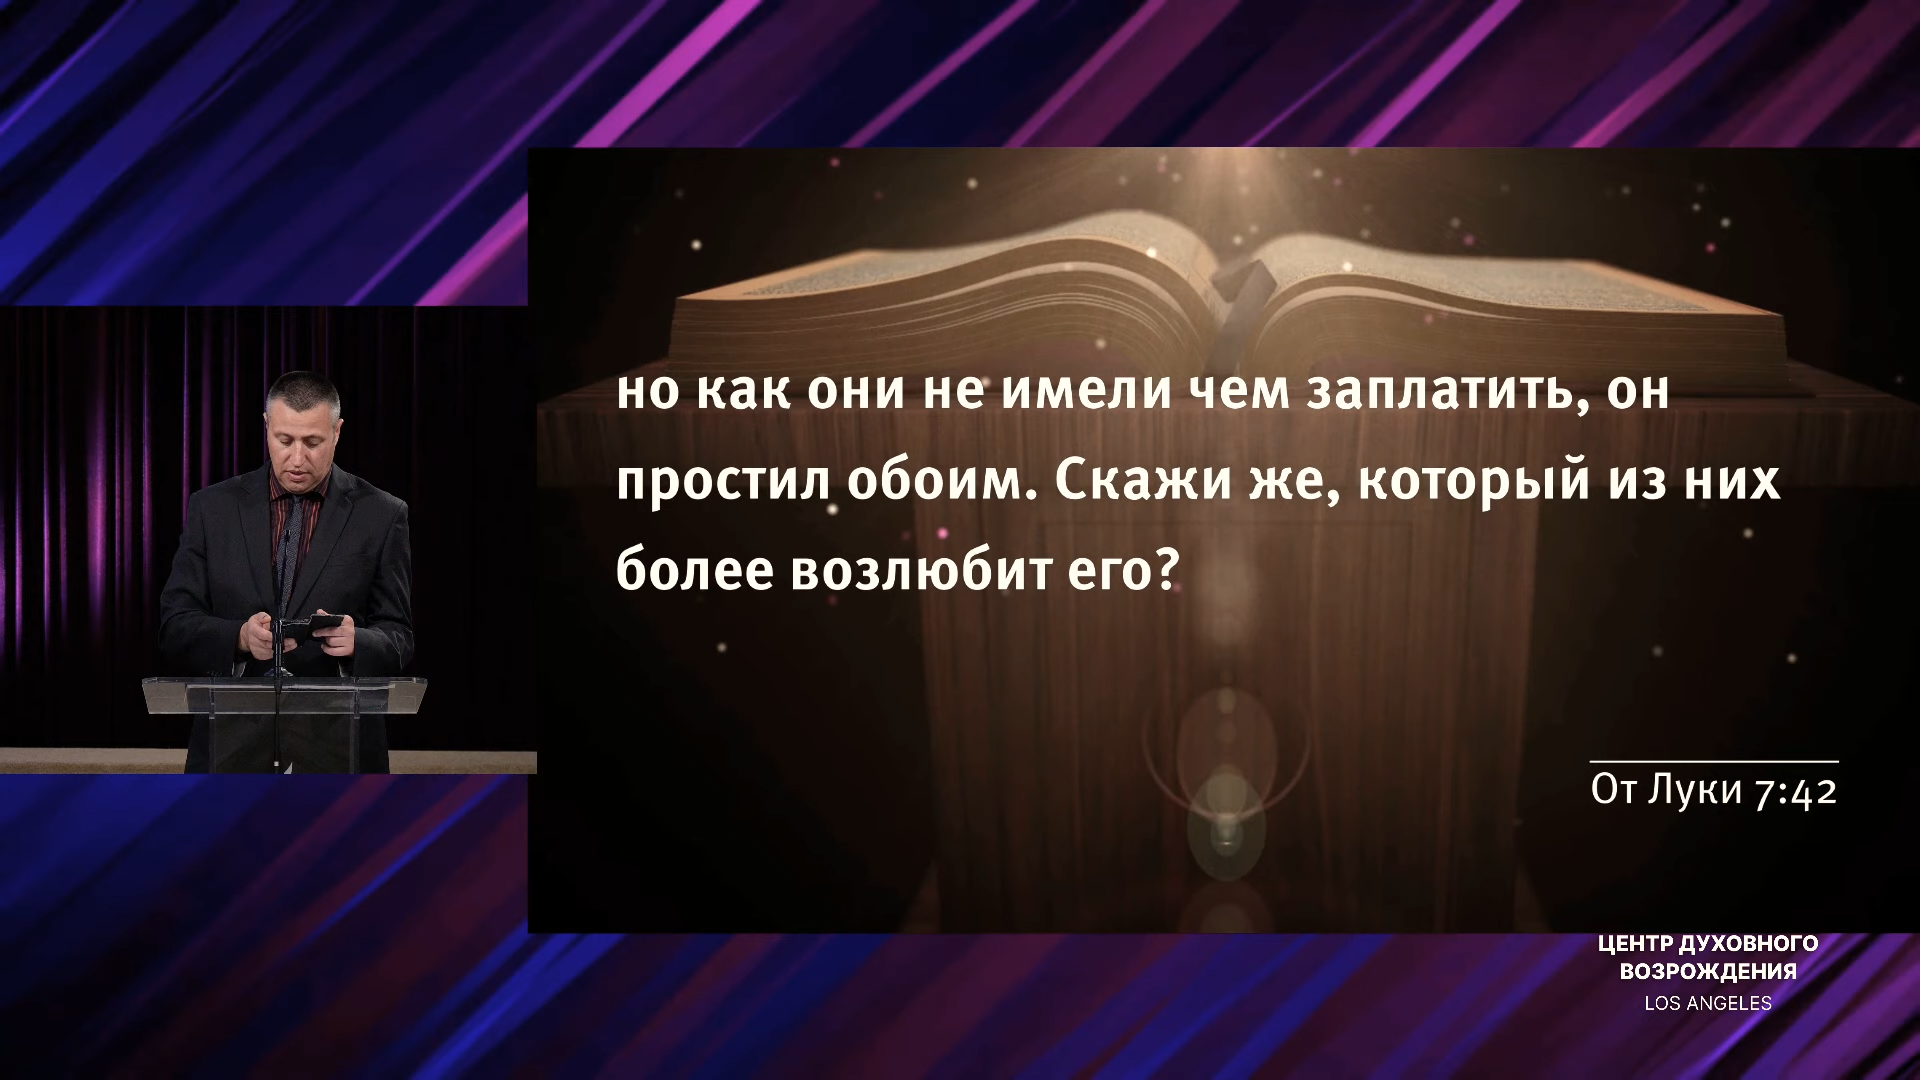 но как они не имели чем заплатить, он
простил обоим. Скажи же, который из них
более возлюбит его?
От Луки 7:42
ЦЕНТР ДУХОВНОГО
ВОЗРОЖДЕНИЯ
LOS ANGELES